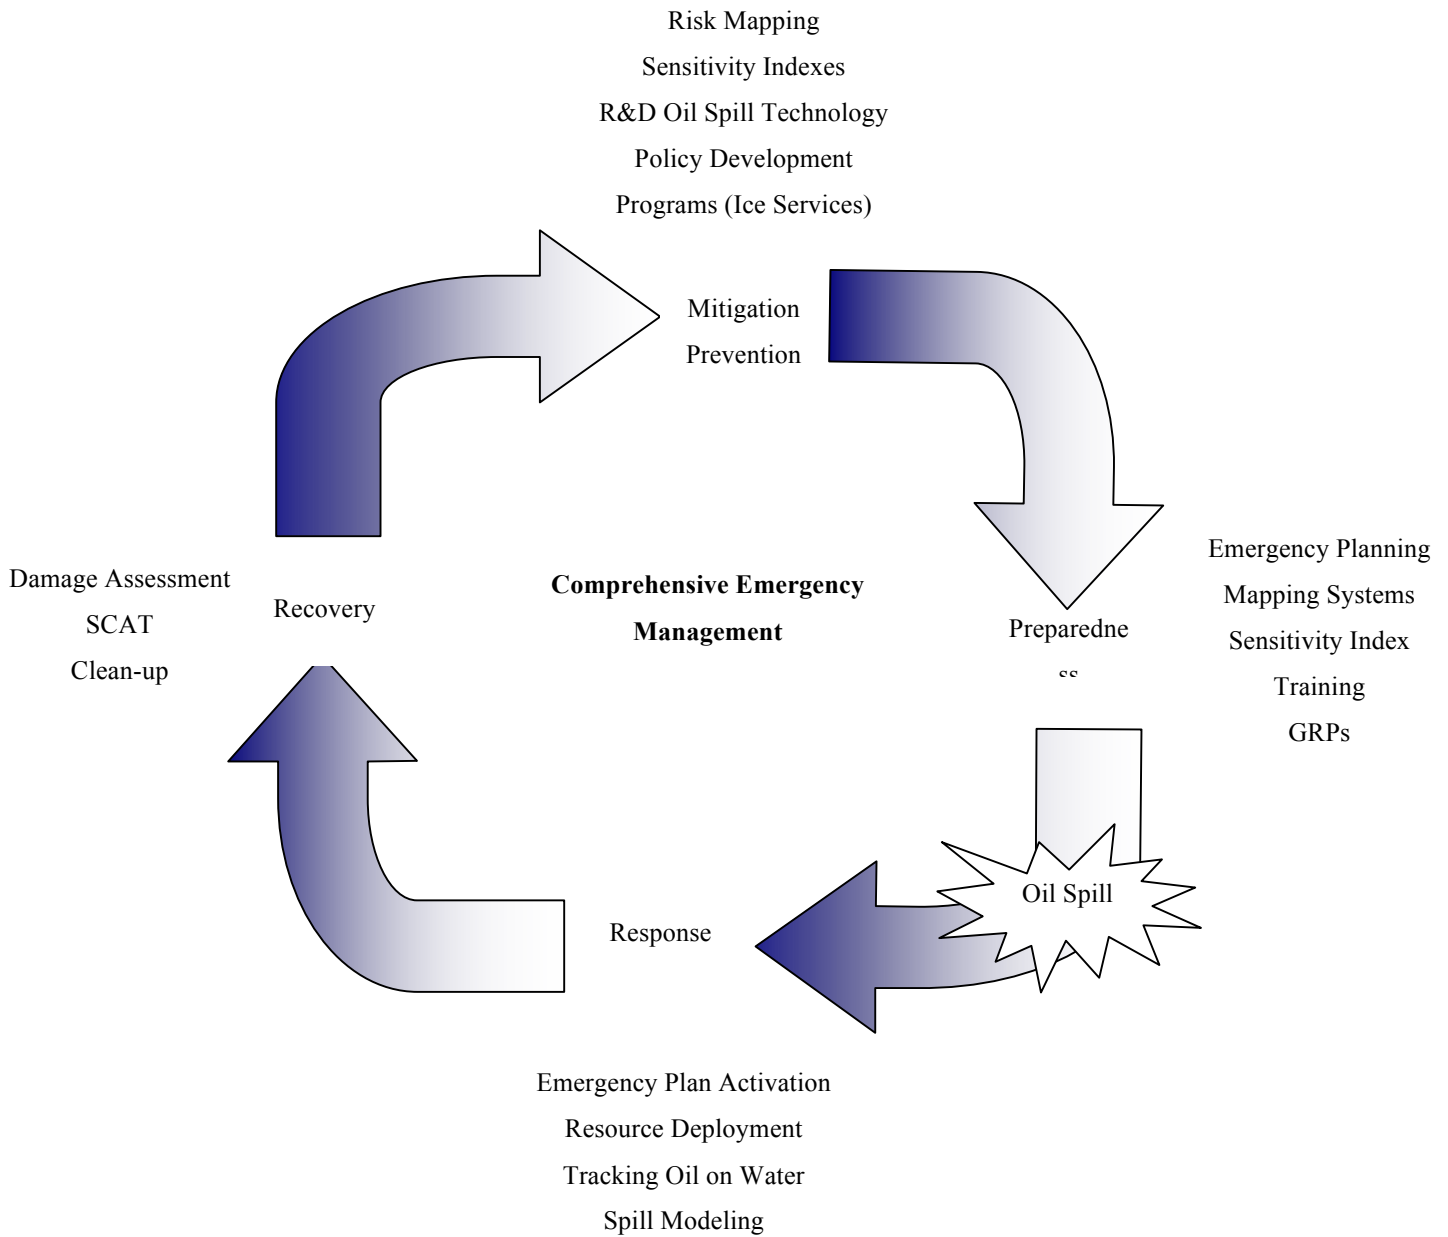 Risk Mapping
Sensitivity Indexes
R&D Oil Spill Technology
Policy Development
Programs (Ice Services)
Mitigation
Prevention
Emergency Planning
Mapping Systems
Sensitivity Index
Training
GRPs
Damage Assessment
SCAT
Clean-up
Recovery
Comprehensive Emergency
Management
Preparedne
ss
Oil Spill
Response
Emergency Plan Activation
Resource Deployment
Tracking Oil on Water
Spill Modeling